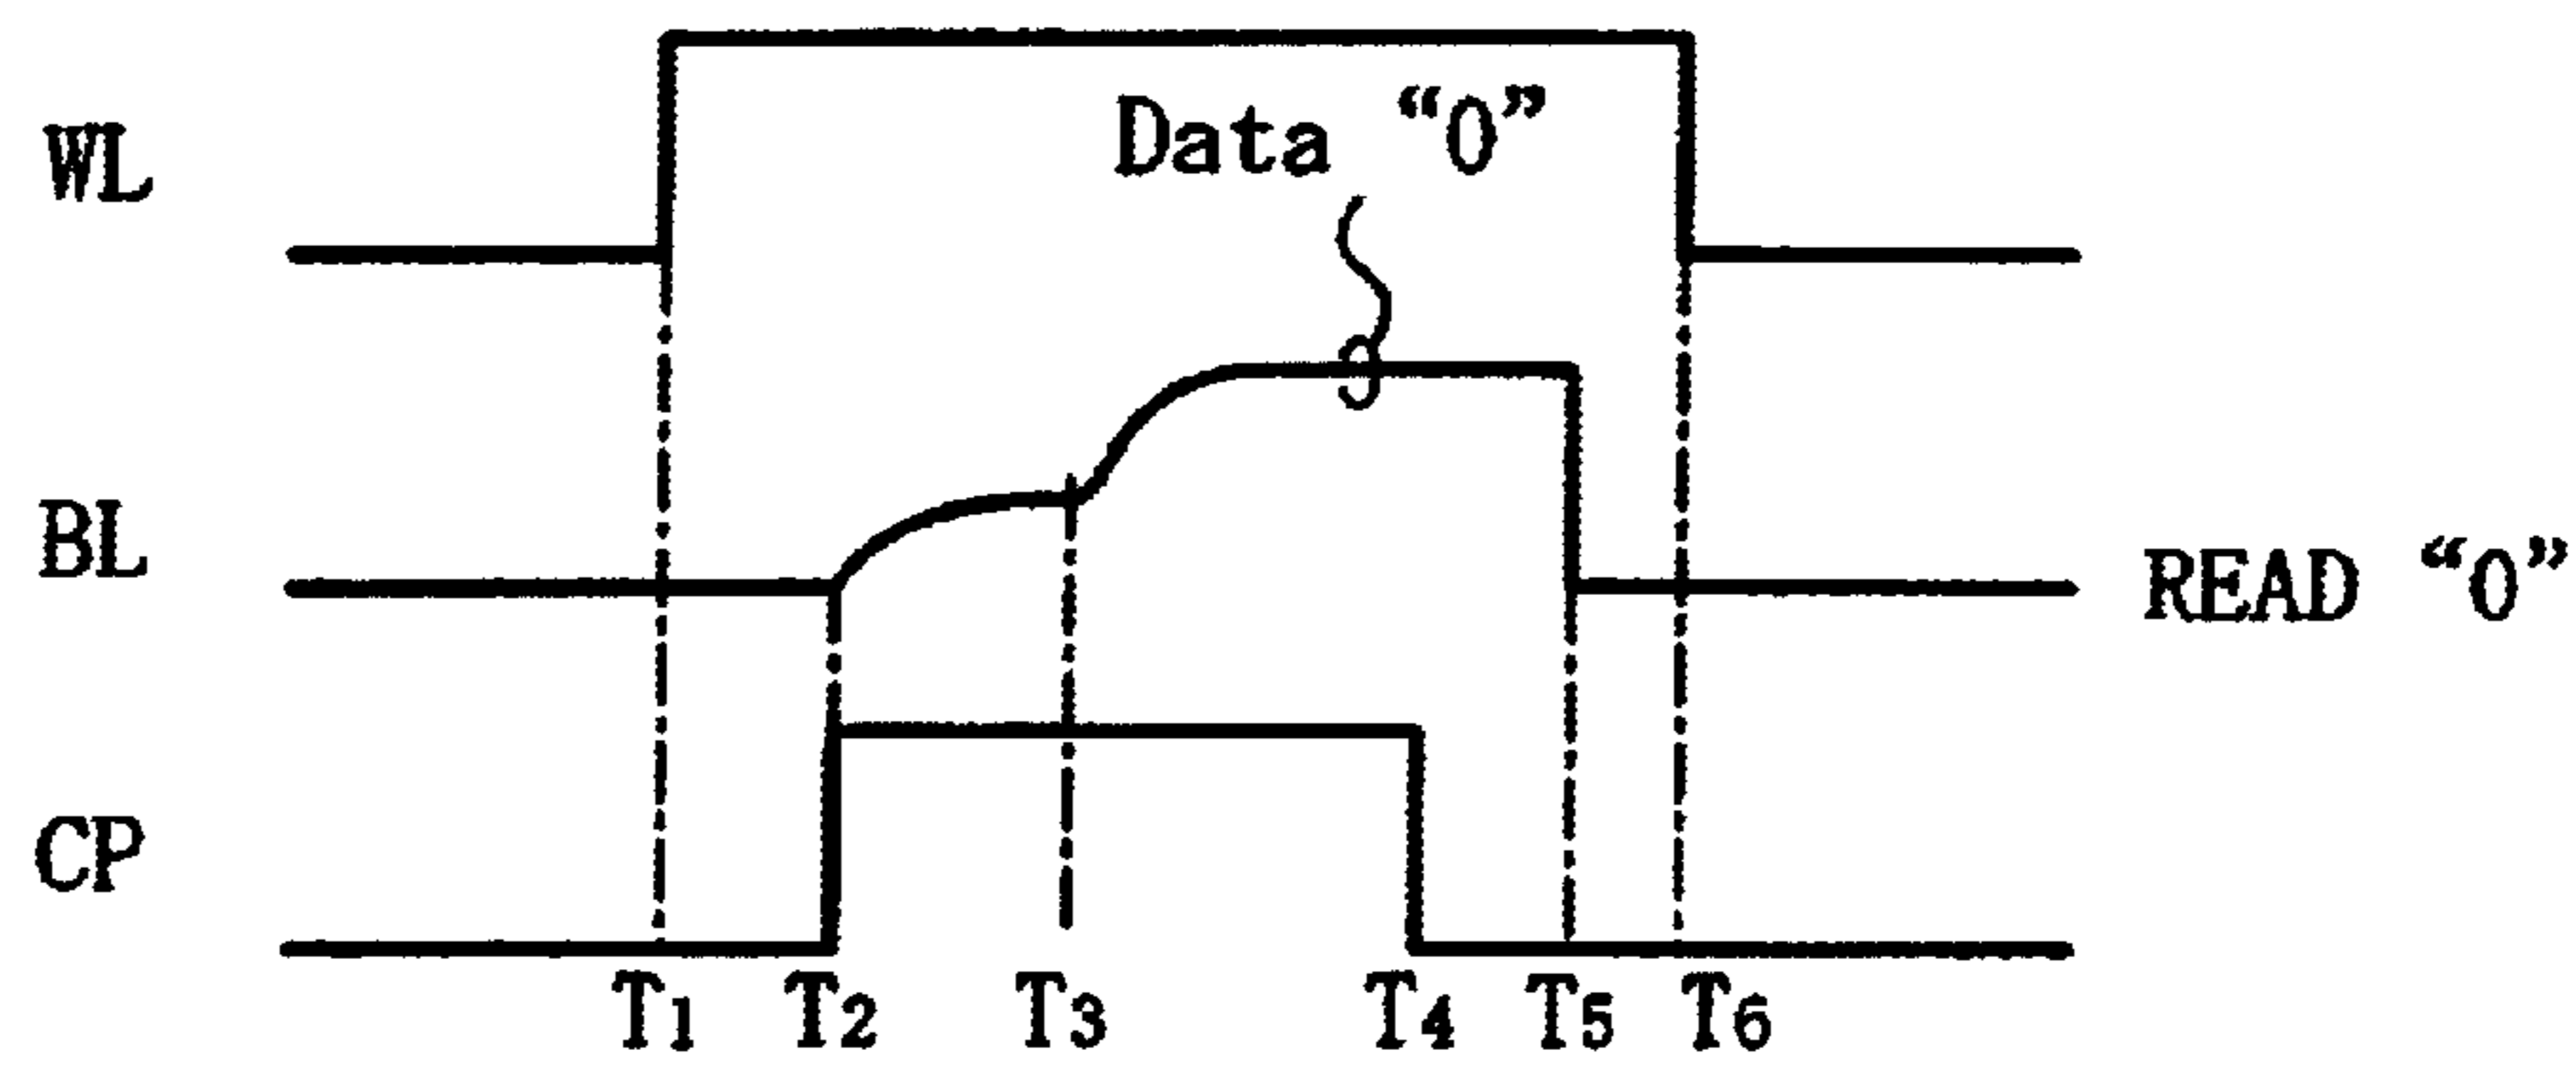 WL
Data “0”
BL
READ “0”
CP
T1 T2 T3 T4 T5 T6